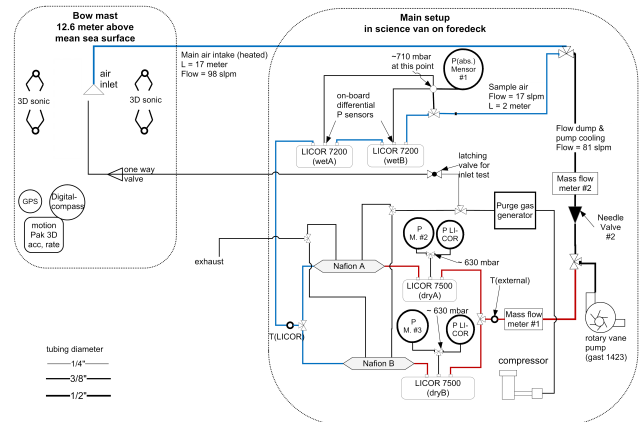 Bow mast
12.6 meter above
mean sea surface
Main setup
in science van on foredeck
Main air intake (heated)
L = 17 meter
Flow = 98 slpm
air
inlet
3D sonic
3D sonic
~710 mbar
at this point
P(abs.)
Mensor
#1
Sample air
Flow = 17 slpm
L = 2 meter
on-board
differential
P sensors
LICOR 7200
(wetA)
LICOR 7200
(wetB)
Flow dump &
pump cooling
Flow = 81 slpm
one way
valve
latching
valve for
inlet test
Mass flow
meter #2
GPS
Digital-
compass
motion
Pak 3D
acc, rate
Purge gas
generator
Needle
Valve
#2
exhaust
P
M. #2
P LI-
COR
~ 630 mbar
Nafion A
LICOR 7500
(dryA)
T(external)
~ 630 mbar
P
M. #3
P LI-
COR
Mass flow
meter #1
T(LICOR)
rotary vane
pump
(gast 1423)
Nafion B
LICOR 7500
(dryB)
compressor
tubing diameter
1/4"
3/8"
1/2"